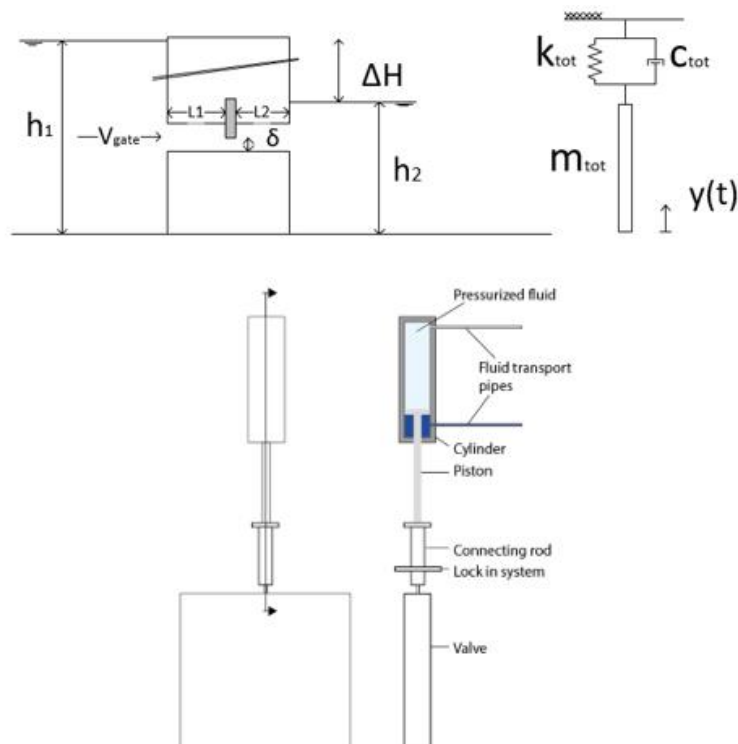 h1
Vgate
L1
L2
δ
ΔH
h2
ktot
ctot
mtot
y(t)
Pressurized fluid
Fluid transport
pipes
Cylinder
Piston
Connecting rod
Lock in system
Valve